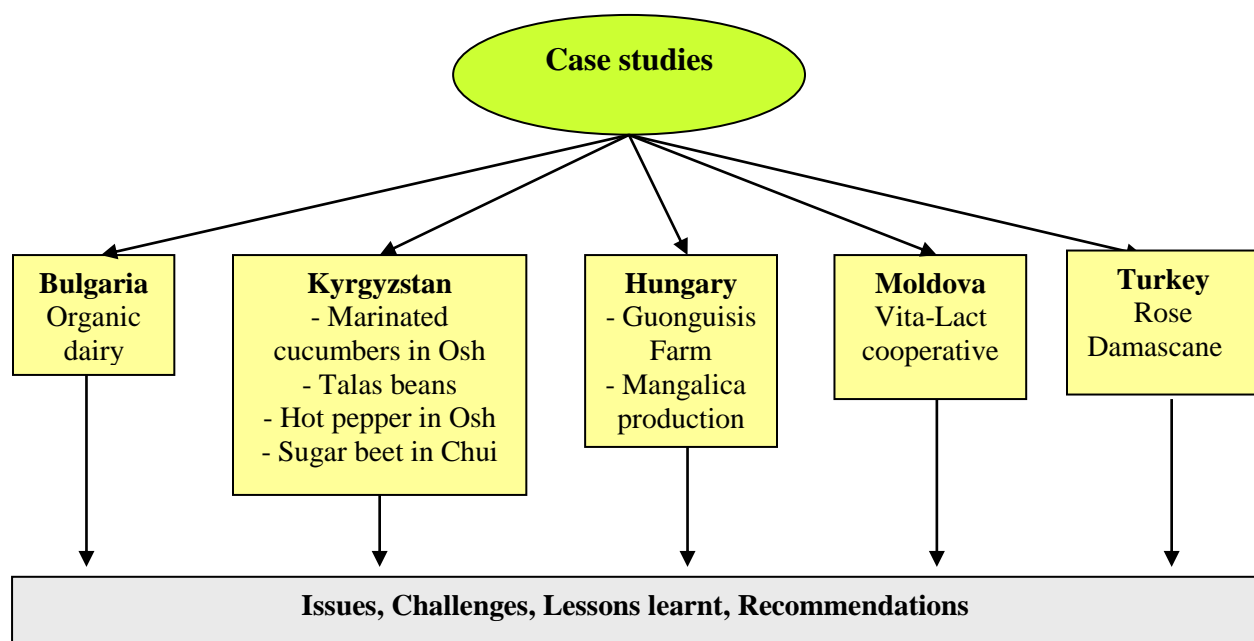 Case studies
Bulgaria
Organic
dairy
Kyrgyzstan
- Marinated
cucumbers in Osh
- Talas beans
- Hot pepper in Osh
- Sugar beet in Chui
Hungary
- Guonguisis
Farm
- Mangalica
production
Moldova
Vita-Lact
cooperative
Turkey
Rose
Damascane
Issues, Challenges, Lessons learnt, Recommendations